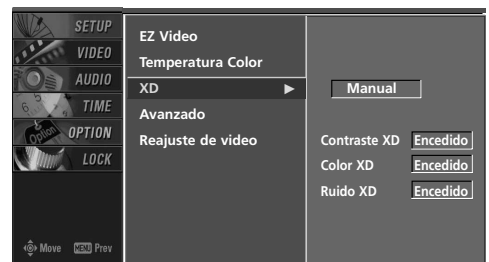 SETUP
VIDEO
AUDIO
TIME
OPTION
LOCK
Move MENU Prev
EZ Video
Temperatura Color
XD
Avanzado
Reajuste de video
Manual
Contraste XD Encedido
Color XD Encedido
Ruido XD Encedido